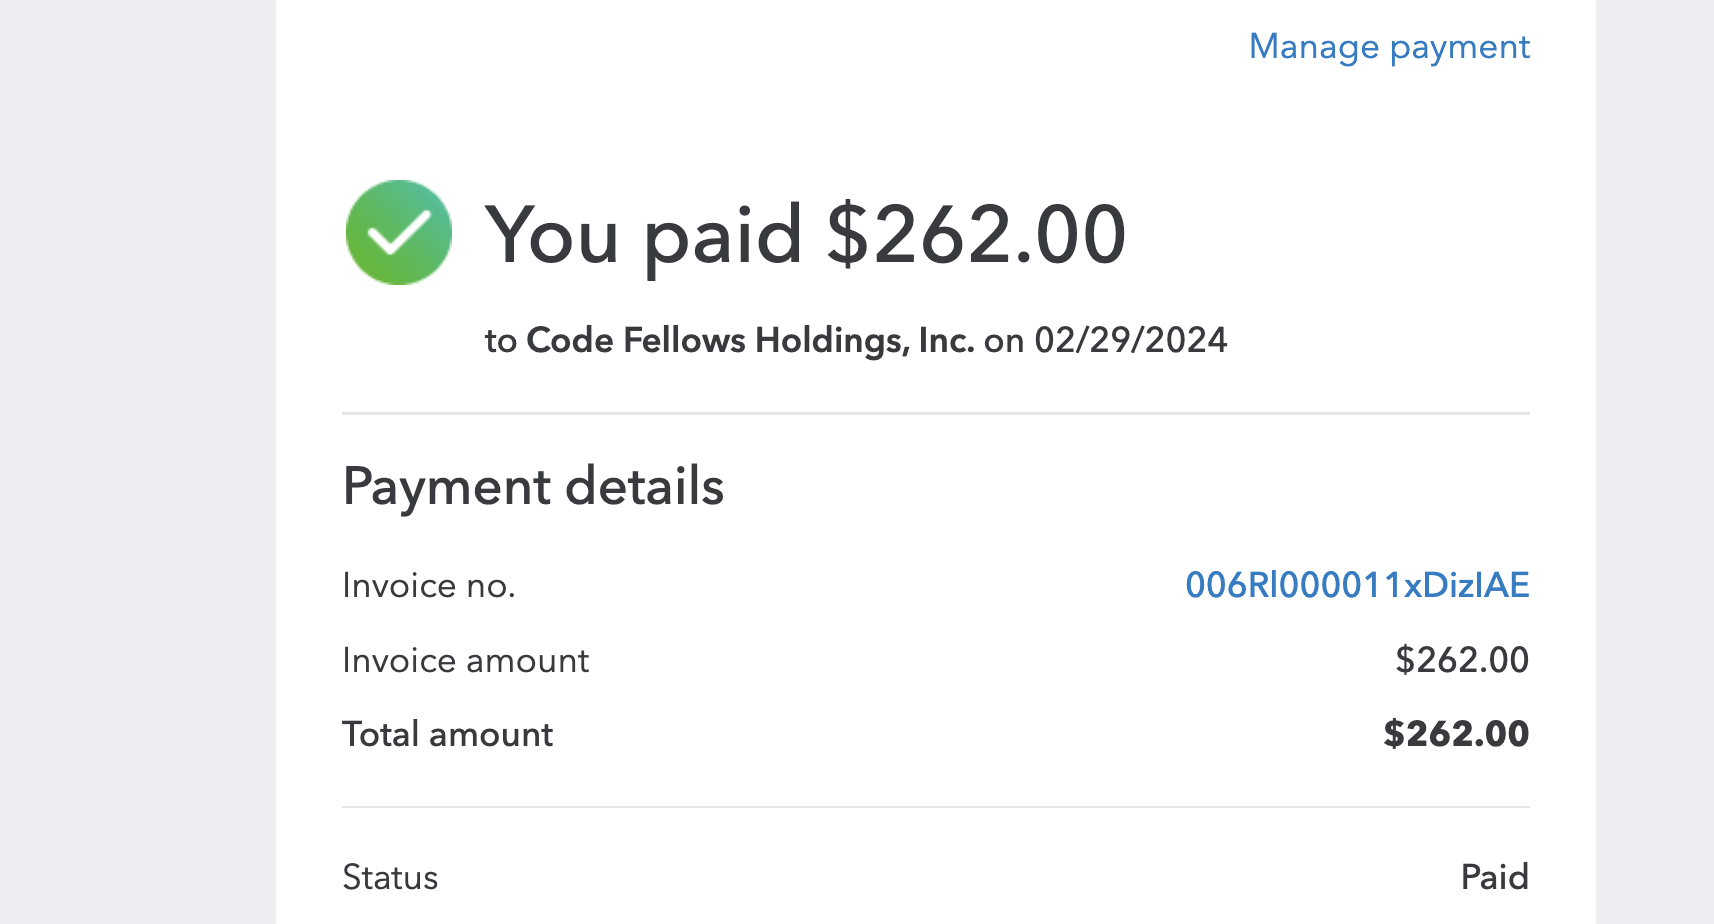 Manage payment
You paid $262.00
to Code Fellows Holdings, Inc. on 02/29/2024
Payment details
Invoice no. 006Rl000011xDizIAE
Invoice amount $262.00
Total amount $262.00
Status Paid